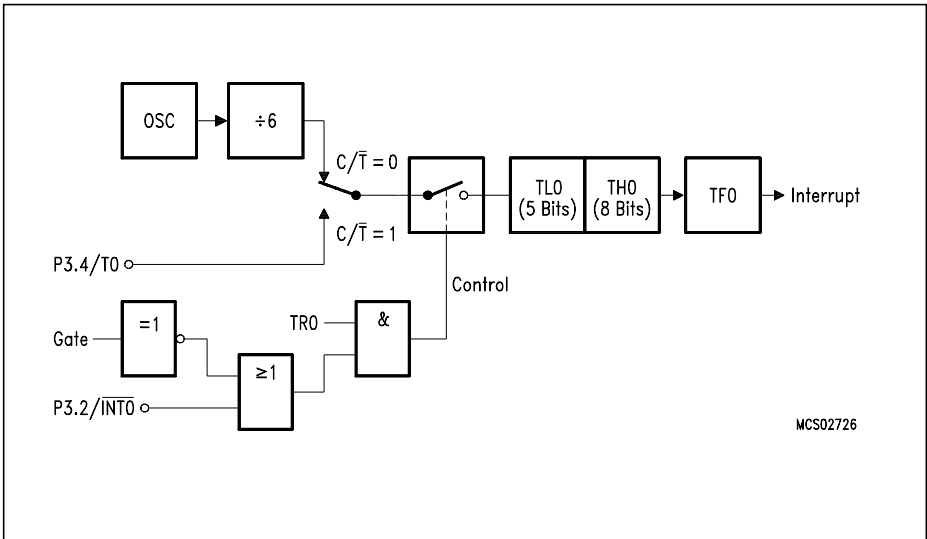 OSC
÷6
C/T̅ = 0
C/T̅ = 1
TL0
(5 Bits)
TH0
(8 Bits)
TF0
Interrupt
P3.4/T0
Control
TR0
&
Gate
=1
≥1
P3.2/I̅N̅T̅0̅
MCS02726